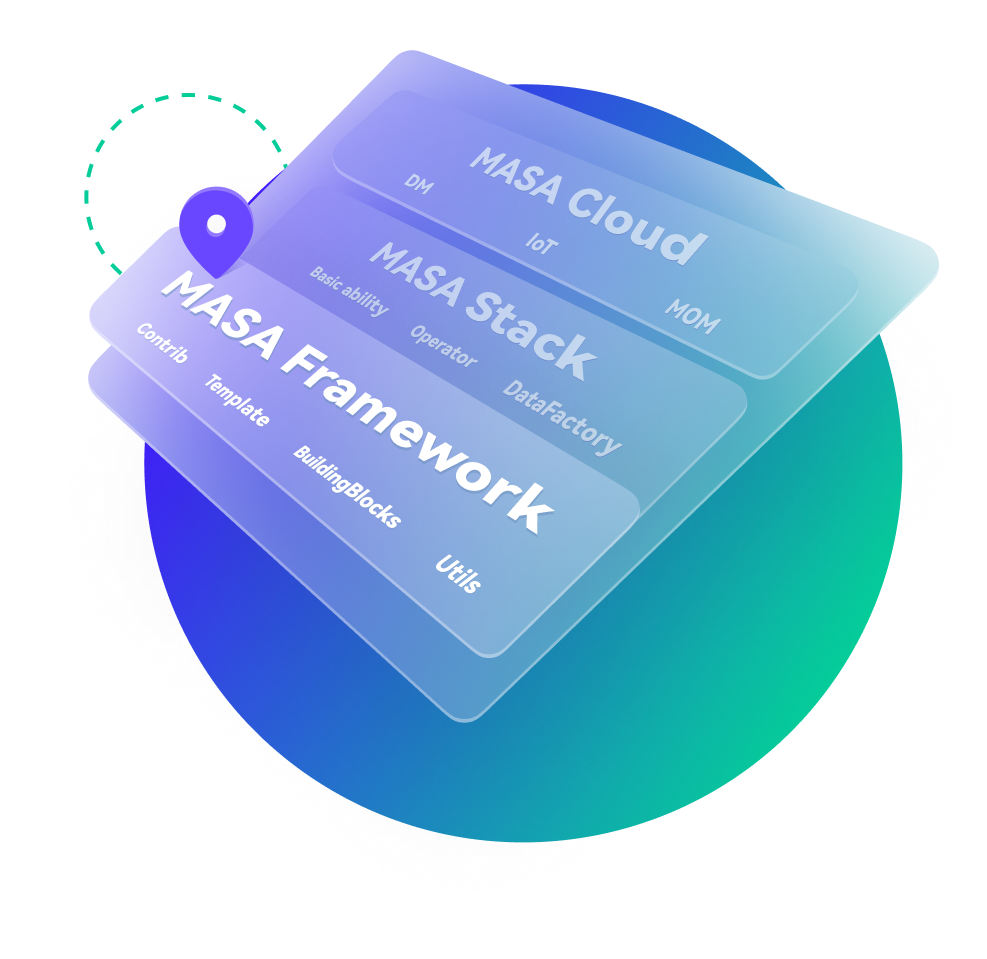 MASA Cloud
DM
IoT
MOM
MASA Stack
Basic ability
Operator
DataFactory
MASA Framework
Contrib
Template
BuildingBlocks
Utils